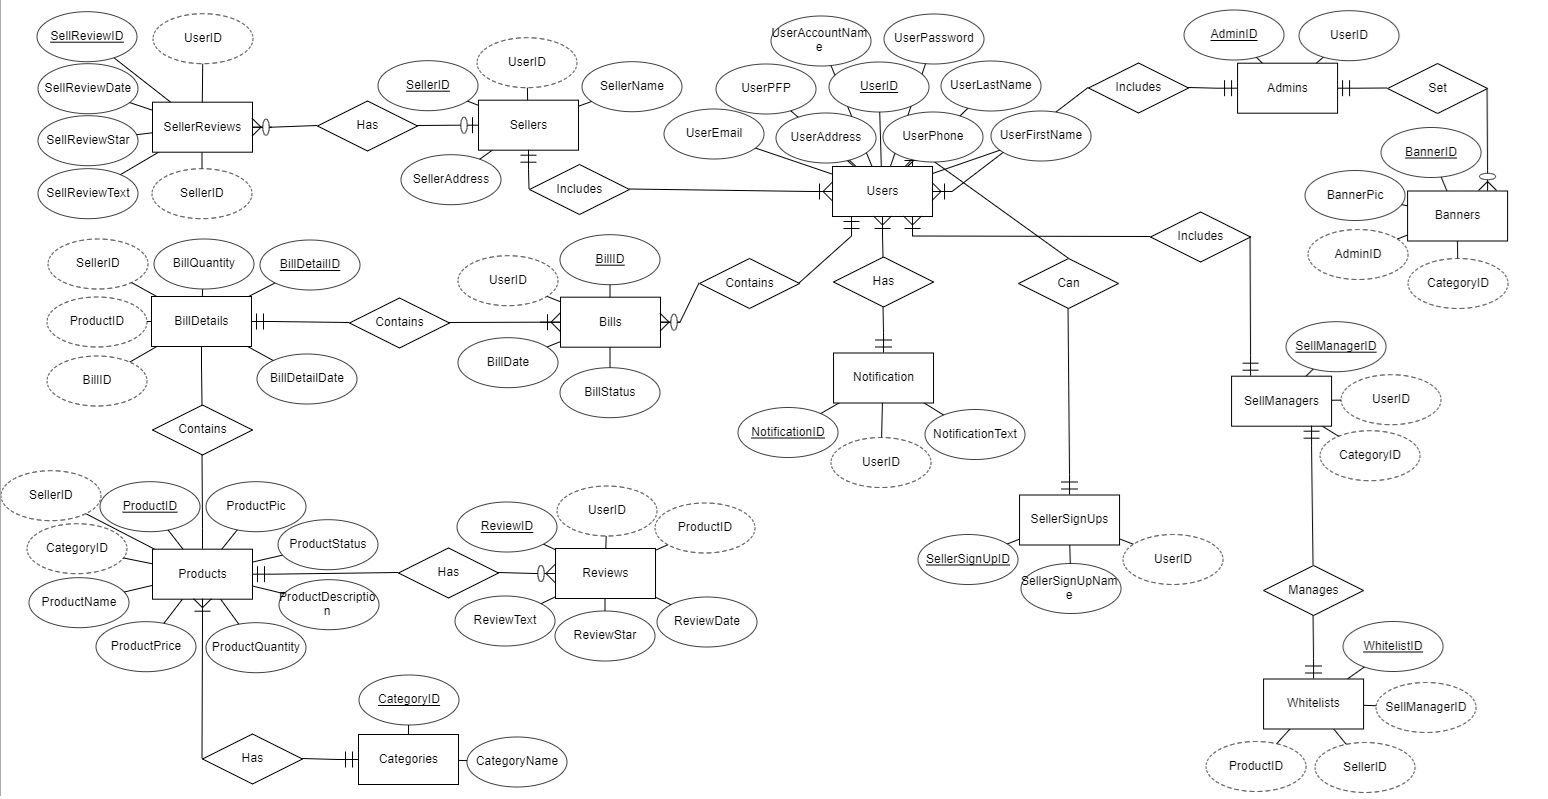 SellReviewID
UserID
SellReviewDate
SellReviewStar
SellReviewText
SellerReviews
SellerID
Has
SellerID
UserID
SellerName
Sellers
SellerAddress
Includes
UserAccountNam
e
UserPassword
UserPFP
UserID
UserLastName
UserEmail
UserAddress
UserPhone
UserFirstName
Users
Includes
AdminID
UserID
Admins
Set
BannerID
BannerPic
Banners
AdminID
CategoryID
SellerID
BillQuantity
BillDetailID
ProductID
BillDetails
BillID
BillDetailDate
Contains
UserID
BillID
Bills
BillDate
BillStatus
Contains
Has
Can
Includes
Notification
NotificationID
UserID
NotificationText
SellManagerID
SellManagers
UserID
CategoryID
Contains
SellerID
ProductID
ProductPic
CategoryID
ProductStatus
Products
ProductName
ProductDescriptio
n
ProductPrice
ProductQuantity
Has
ReviewID
UserID
ProductID
Reviews
ReviewText
ReviewStar
ReviewDate
SellerSignUps
SellerSignUpID
SellerSignUpNam
e
UserID
Manages
WhitelistID
Whitelists
SellManagerID
ProductID
SellerID
Has
CategoryID
Categories
CategoryName